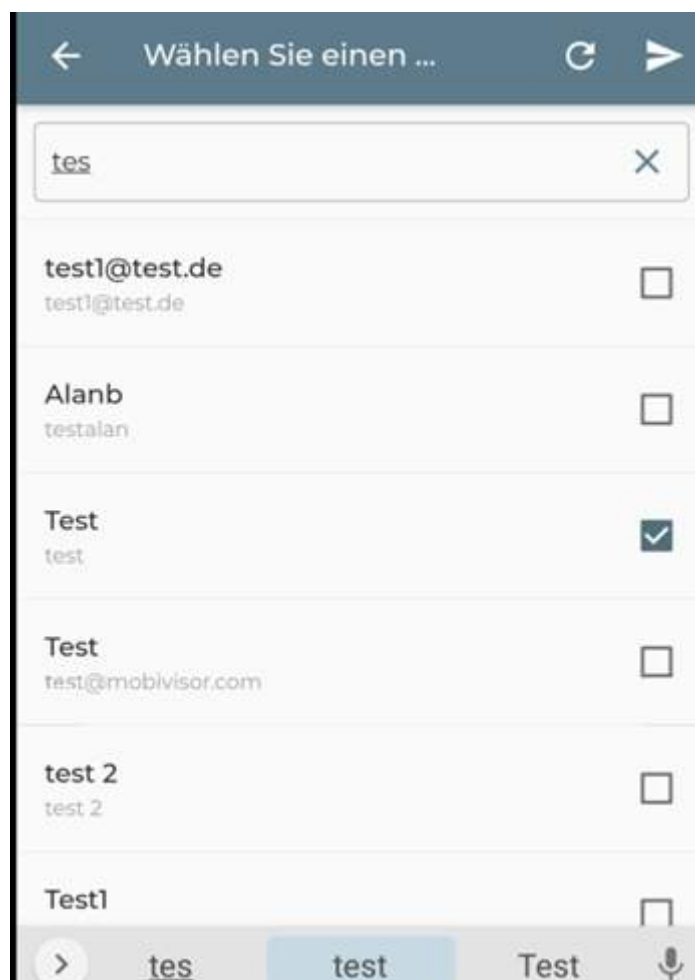 Wählen Sie einen ...
tes
test1@test.de
test1@test.de
Alanb
testalan
Test
test
Test
test@mobivisor.com
test 2
test 2
Test1
tes test Test